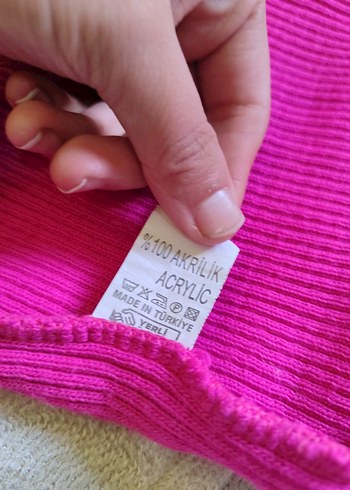 %100 AKRİLİK
ACRYLIC
MADE IN TÜRKİYE
YERLİ